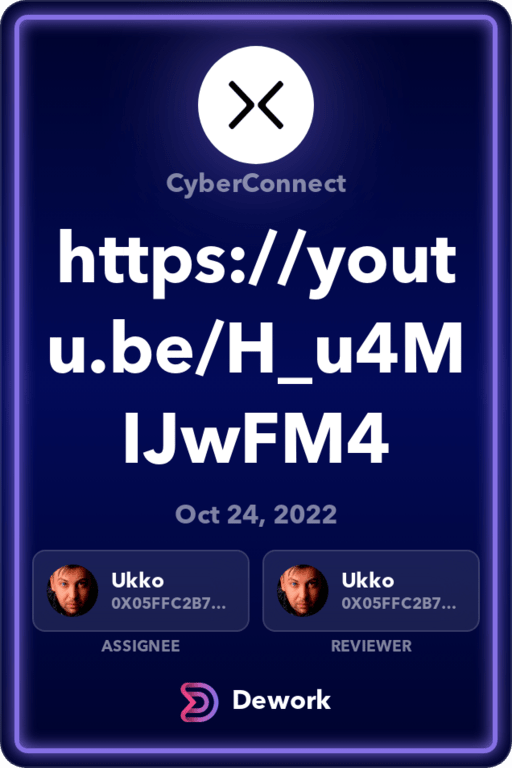 CyberConnect
https://yout
u.be/H_u4M
IJwFM4
Oct 24, 2022
Ukko
0X05FFC2B7...
Ukko
0X05FFC2B7...
ASSIGNEE
REVIEWER
Dework